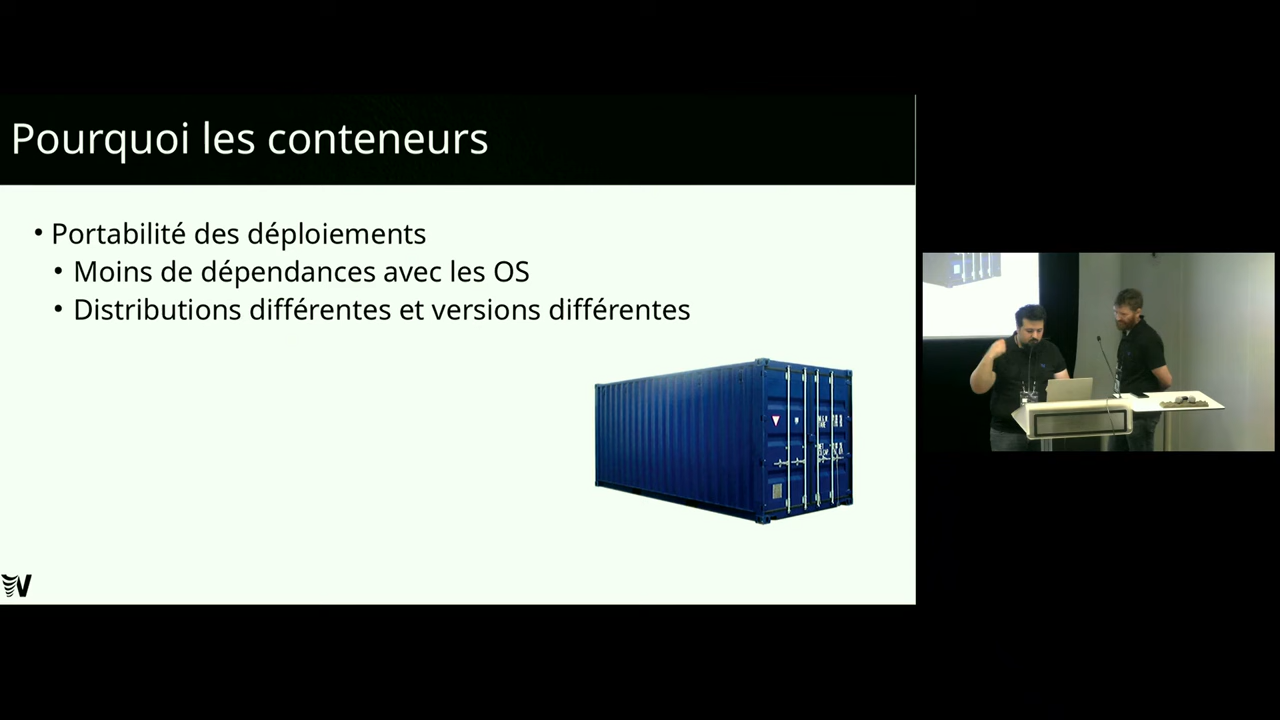 Pourquoi les conteneurs
• Portabilité des déploiements
• Moins de dépendances avec les OS
• Distributions différentes et versions différentes